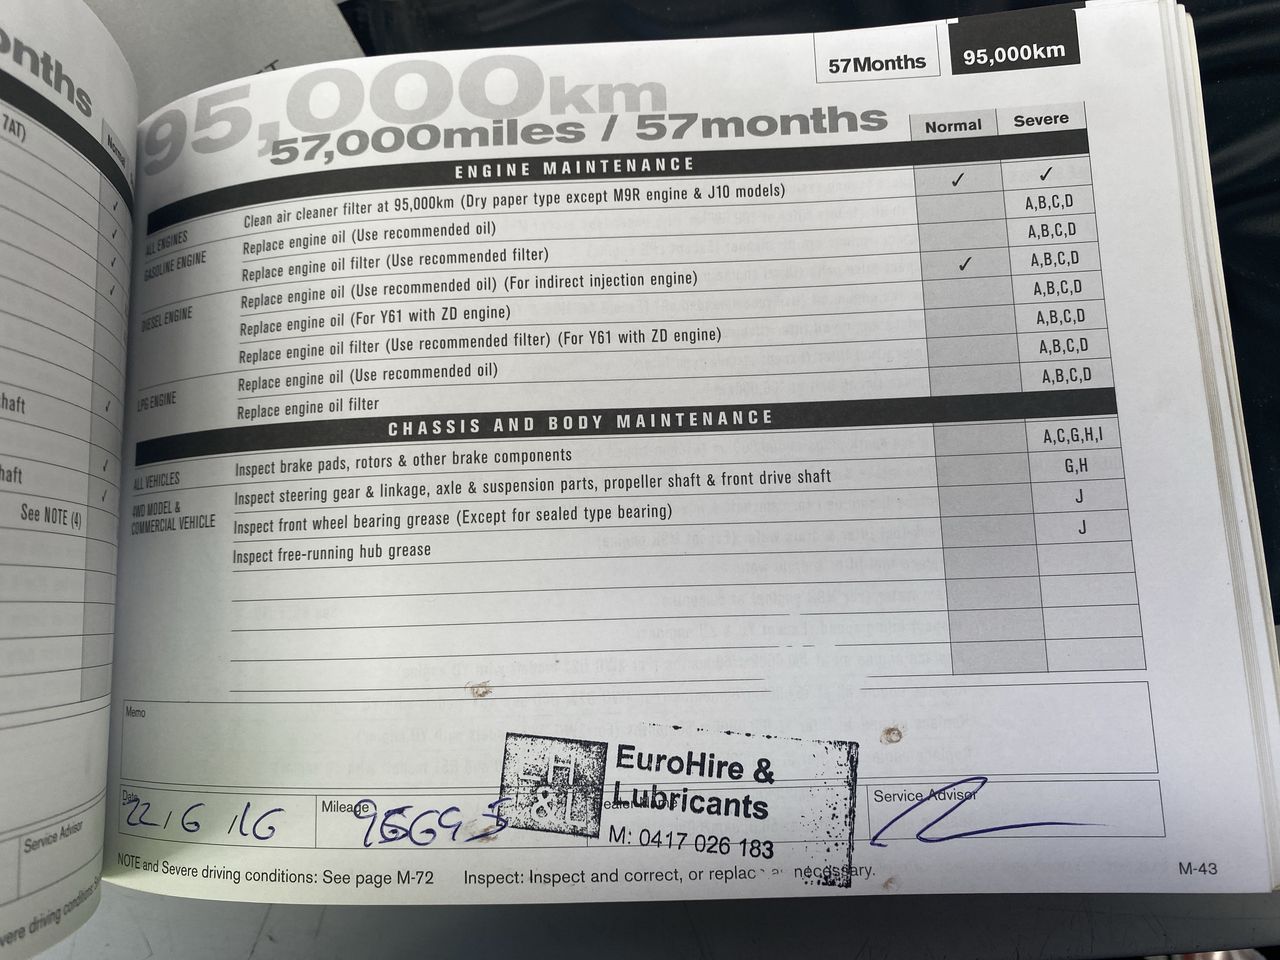 onths
7AT)
Normal
haft
haft
See NOTE (4)
Service Advisor
vere driving conditions:
57Months
95,000km
95,000km
57,000miles / 57months
Normal
Severe
ENGINE MAINTENANCE
ALL ENGINES
Clean air cleaner filter at 95,000km (Dry paper type except M9R engine & J10 models) ✓ ✓
GASOLINE ENGINE
Replace engine oil (Use recommended oil) A,B,C,D
Replace engine oil filter (Use recommended filter) A,B,C,D
DIESEL ENGINE
Replace engine oil (Use recommended oil) (For indirect injection engine) ✓ A,B,C,D
Replace engine oil (For Y61 with ZD engine) A,B,C,D
Replace engine oil filter (Use recommended filter) (For Y61 with ZD engine) A,B,C,D
LPG ENGINE
Replace engine oil (Use recommended oil) A,B,C,D
Replace engine oil filter A,B,C,D
CHASSIS AND BODY MAINTENANCE
ALL VEHICLES
Inspect brake pads, rotors & other brake components A,C,G,H,I
4WD MODEL &
COMMERCIAL VEHICLE
Inspect steering gear & linkage, axle & suspension parts, propeller shaft & front drive shaft G,H
Inspect front wheel bearing grease (Except for sealed type bearing) J
Inspect free-running hub grease J
Memo
EH
&L
EuroHire &
Lubricants
M: 0417 026 183
Date
22/6/16
Mileage
Service Advisor
NOTE and Severe driving conditions: See page M-72
Inspect: Inspect and correct, or replac necessary.
M-43